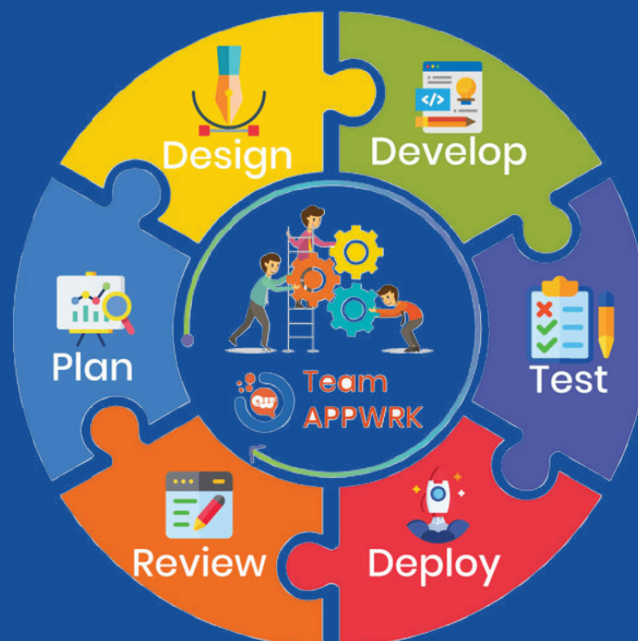 Design
Develop
Plan
Test
Team
APPWRK
Review
Deploy